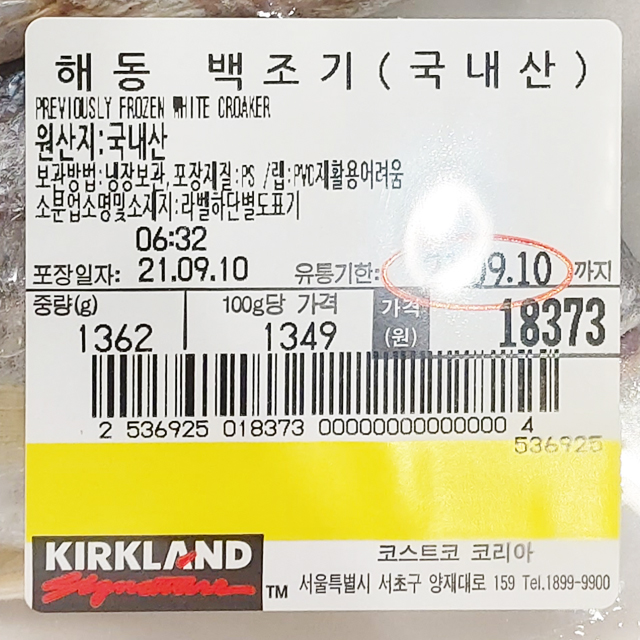 해동 백조기(국내산)
PREVIOUSLY FROZEN WHITE CROAKER
원산지:국내산
보관방법:냉장보관,포장재질:PS /랩:PVC재활용어려움
소분업소명및소재지:라벨하단별도표기
06:32
포장일자: 21.09.10 유통기한: 09.10 까지
중량(g) 100g당 가격 가격(원)
1362 1349 18373
2 536925 018373 00000000000000 4
536925
KIRKLAND
Signature TM
코스트코 코리아
서울특별시 서초구 양재대로 159 Tel.1899-9900